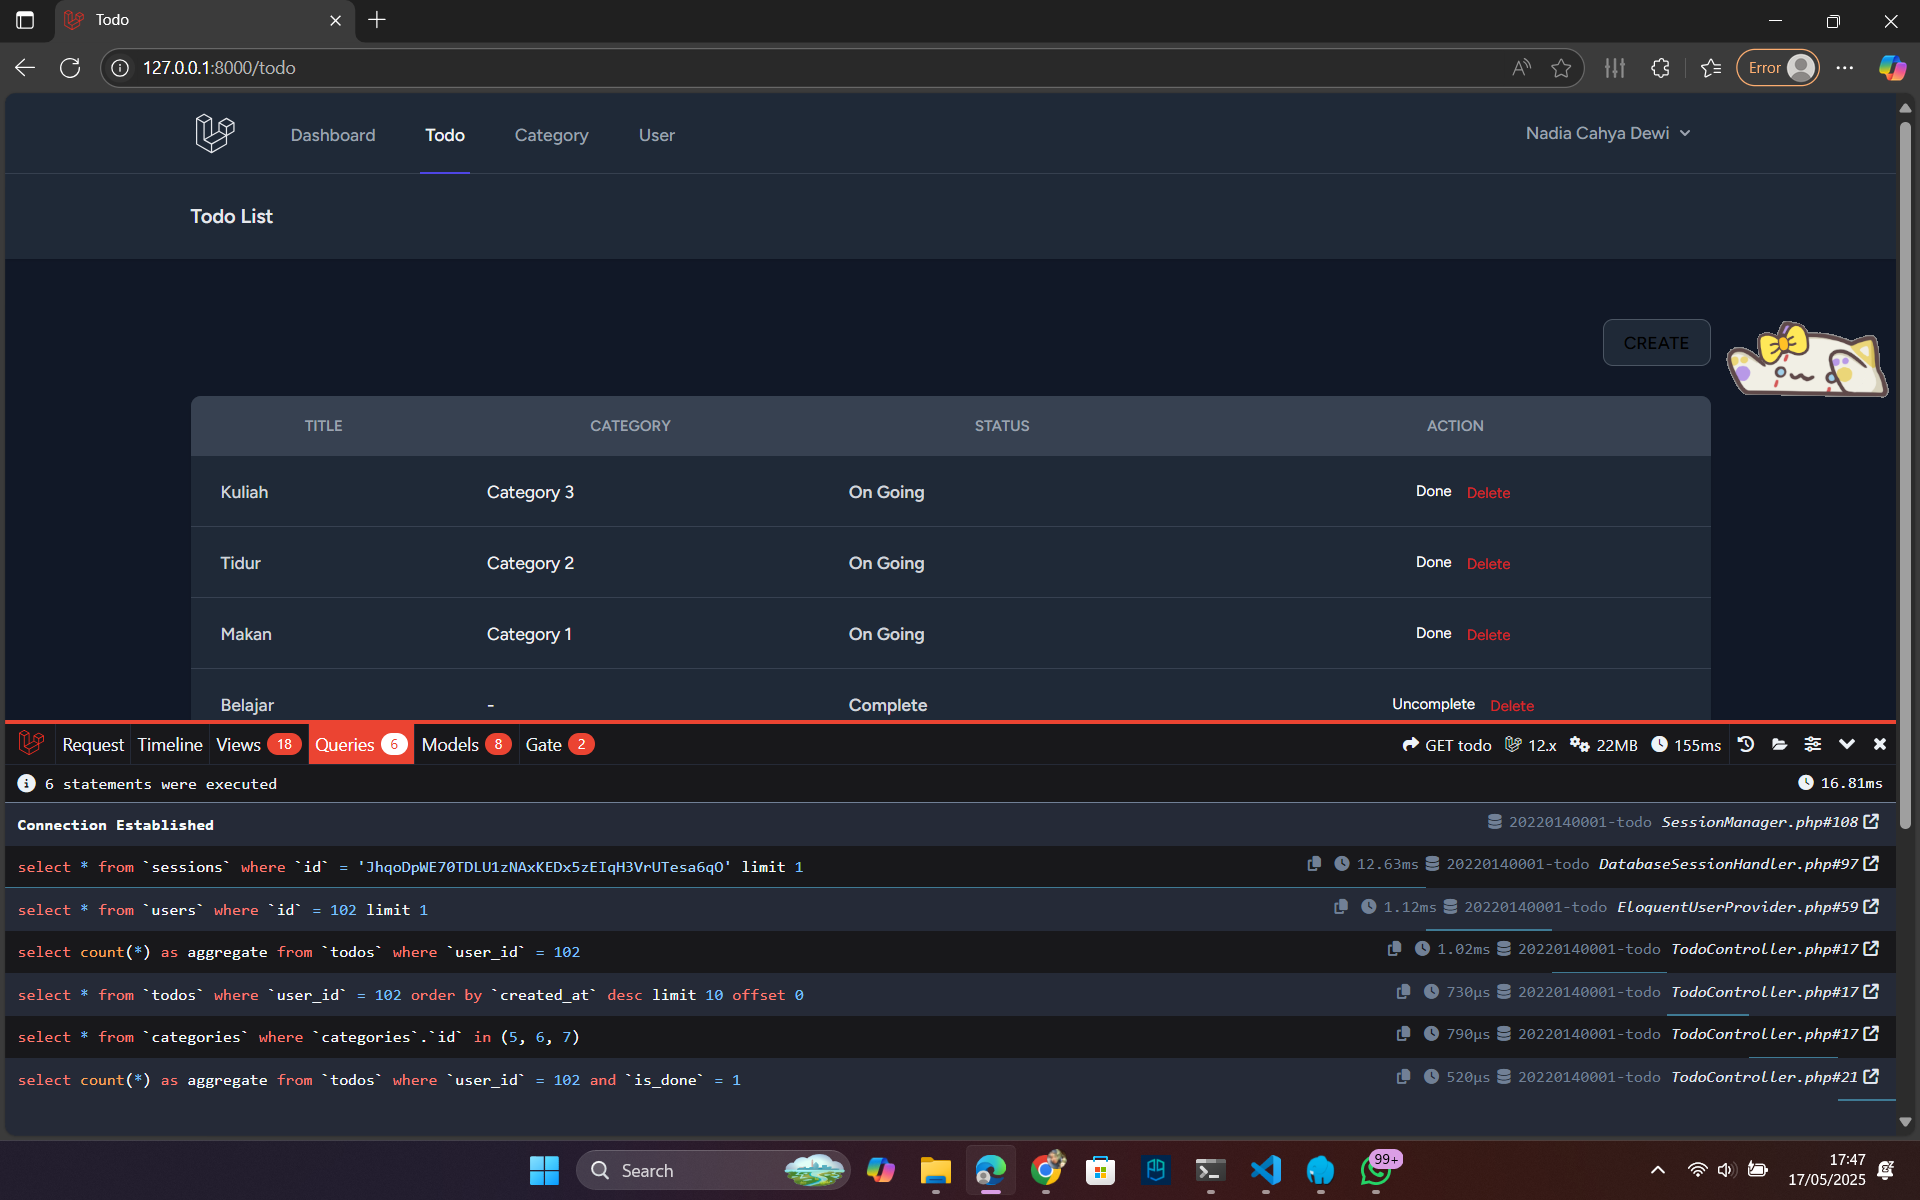 Todo
127.0.0.1:8000/todo
Error
Dashboard Todo Category User
Nadia Cahya Dewi
Todo List
CREATE
TITLE CATEGORY STATUS ACTION
Kuliah Category 3 On Going Done Delete
Tidur Category 2 On Going Done Delete
Makan Category 1 On Going Done Delete
Belajar - Complete Uncomplete Delete
Request Timeline Views 18 Queries 6 Models 8 Gate 2 GET todo 12.x 22MB 155ms
6 statements were executed 16.81ms
Connection Established 20220140001-todo SessionManager.php#108
select * from `sessions` where `id` = 'JhqoDpWE70TDLU1zNAxKEDx5zEIqH3VrUTesa6qO' limit 1 12.63ms 20220140001-todo DatabaseSessionHandler.php#97
select * from `users` where `id` = 102 limit 1 1.12ms 20220140001-todo EloquentUserProvider.php#59
select count(*) as aggregate from `todos` where `user_id` = 102 1.02ms 20220140001-todo TodoController.php#17
select * from `todos` where `user_id` = 102 order by `created_at` desc limit 10 offset 0 730μs 20220140001-todo TodoController.php#17
select * from `categories` where `categories`.`id` in (5, 6, 7) 790μs 20220140001-todo TodoController.php#17
select count(*) as aggregate from `todos` where `user_id` = 102 and `is_done` = 1 520μs 20220140001-todo TodoController.php#21
Search
99+
17:47
17/05/2025